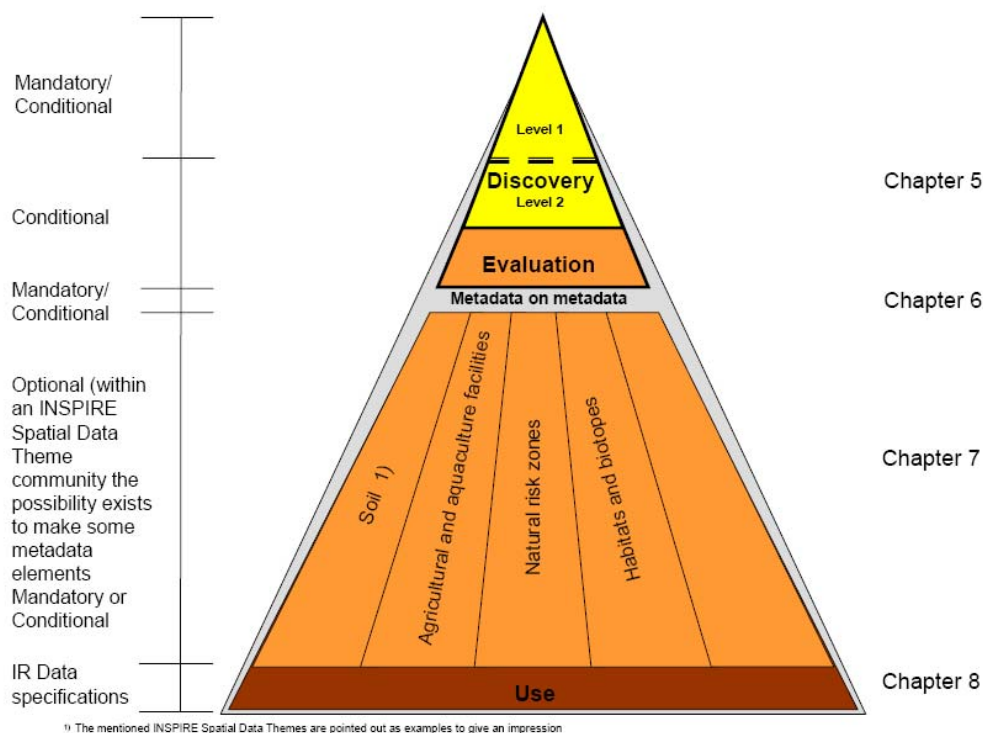 Mandatory/
Conditional
Level 1
Discovery
Level 2
Chapter 5
Conditional
Evaluation
Mandatory/
Conditional
Metadata on metadata
Chapter 6
Optional (within
an INSPIRE
Spatial Data
Theme
community the
possibility exists
to make some
metadata
elements
Mandatory or
Conditional
Soil 1)
Agricultural and aquaculture facilities
Natural risk zones
Habitats and biotopes
Chapter 7
IR Data
specifications
Use
Chapter 8
1) The mentioned INSPIRE Spatial Data Themes are pointed out as examples to give an impression